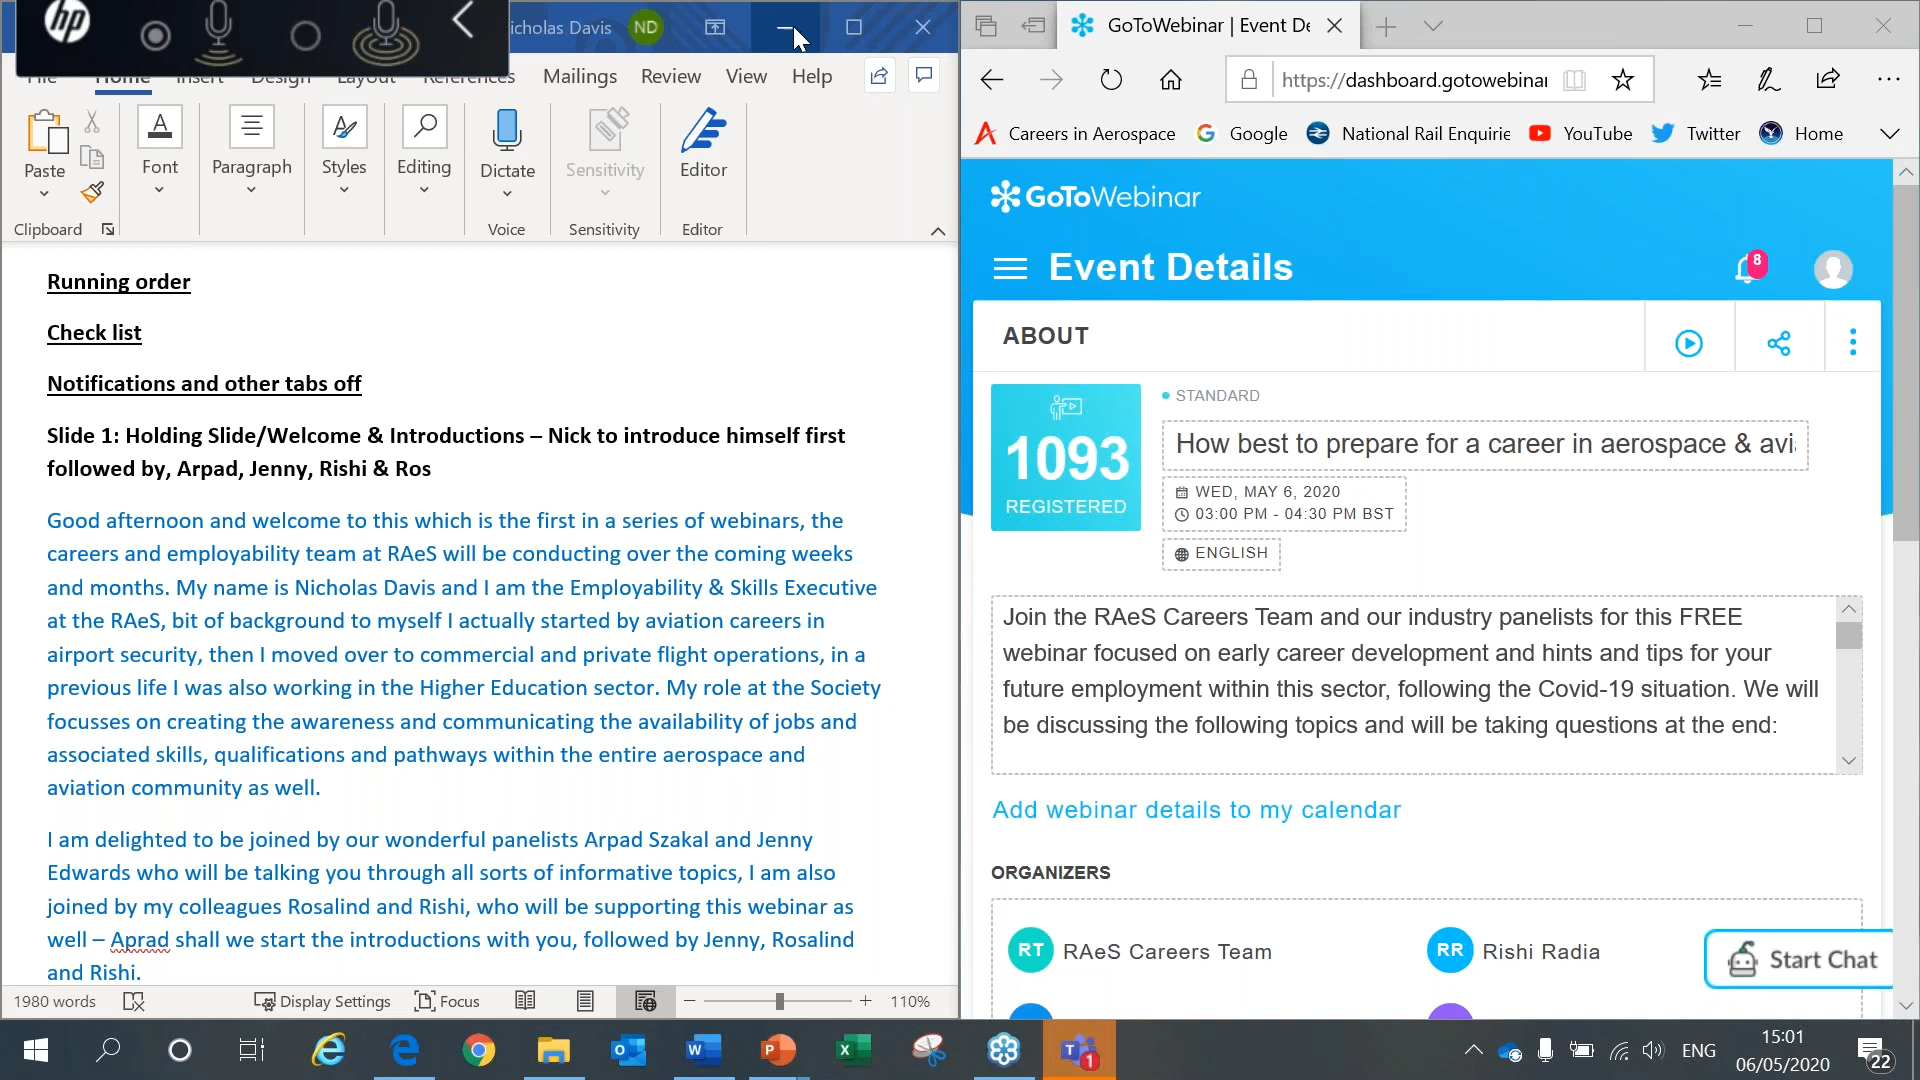 hp
Nicholas Davis
ND
File
Home
Insert
Design
Layout
References
Mailings
Review
View
Help
Paste
Font
Paragraph
Styles
Editing
Dictate
Sensitivity
Editor
Clipboard
Voice
Sensitivity
Editor
Running order
Check list
Notifications and other tabs off
Slide 1: Holding Slide/Welcome & Introductions – Nick to introduce himself first
followed by, Arpad, Jenny, Rishi & Ros
Good afternoon and welcome to this which is the first in a series of webinars, the
careers and employability team at RAeS will be conducting over the coming weeks
and months. My name is Nicholas Davis and I am the Employability & Skills Executive
at the RAeS, bit of background to myself I actually started by aviation careers in
airport security, then I moved over to commercial and private flight operations, in a
previous life I was also working in the Higher Education sector. My role at the Society
focusses on creating the awareness and communicating the availability of jobs and
associated skills, qualifications and pathways within the entire aerospace and
aviation community as well.
I am delighted to be joined by our wonderful panelists Arpad Szakal and Jenny
Edwards who will be talking you through all sorts of informative topics, I am also
joined by my colleagues Rosalind and Rishi, who will be supporting this webinar as
well – Aprad shall we start the introductions with you, followed by Jenny, Rosalind
and Rishi.
1980 words
Display Settings
Focus
110%
GoToWebinar | Event De
https://dashboard.gotowebinar
Careers in Aerospace
Google
National Rail Enquirie
YouTube
Twitter
Home
GoToWebinar
Event Details
8
ABOUT
1093
REGISTERED
STANDARD
How best to prepare for a career in aerospace & avi
WED, MAY 6, 2020
03:00 PM - 04:30 PM BST
ENGLISH
Join the RAeS Careers Team and our industry panelists for this FREE
webinar focused on early career development and hints and tips for your
future employment within this sector, following the Covid-19 situation. We will
be discussing the following topics and will be taking questions at the end:
Add webinar details to my calendar
ORGANIZERS
RT RAeS Careers Team
RR Rishi Radia
Start Chat
1
ENG
15:01
06/05/2020
22